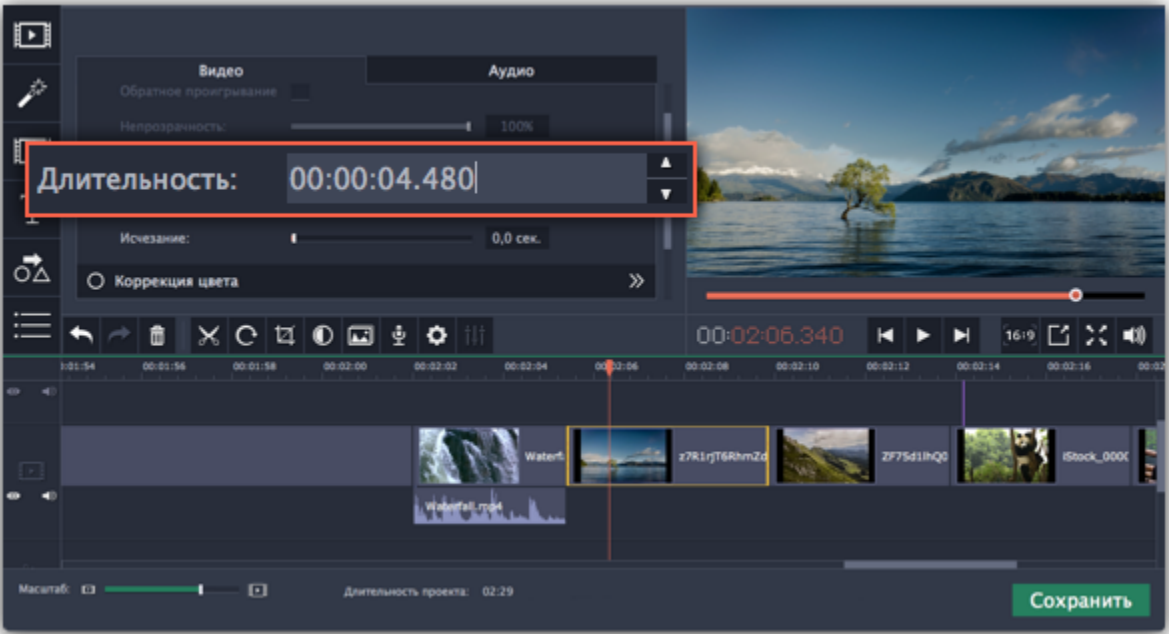 Видео
Аудио
Обратное проигрывание
Непрозрачность: 100%
Длительность: 00:00:04.480
Исчезание: 0,0 сек.
Коррекция цвета
00:02:06.340
16:9
00:01:56 00:01:58 00:02:00 00:02:02 00:02:04 00:02:06 00:02:08 00:02:10 00:02:12 00:02:14 00:02:16
Waterf
ZF75d1lhQ0
iStock_000
Waterfall.mp4
Масштаб:
Длительность проекта: 02:29
Сохранить